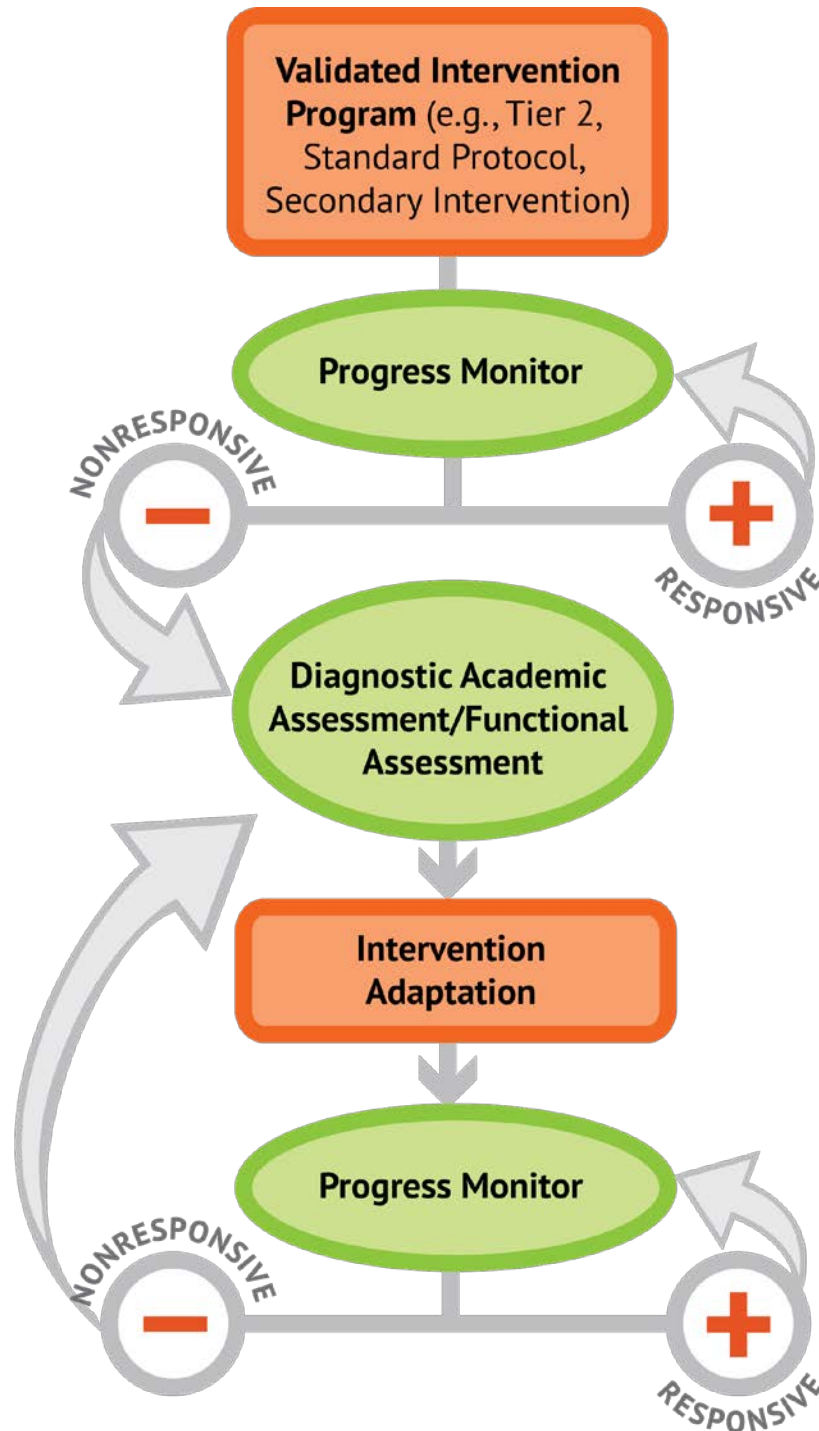 Validated Intervention
Program (e.g., Tier 2,
Standard Protocol,
Secondary Intervention)
Progress Monitor
NONRESPONSIVE
RESPONSIVE
Diagnostic Academic
Assessment/Functional
Assessment
Intervention
Adaptation
Progress Monitor
NONRESPONSIVE
RESPONSIVE